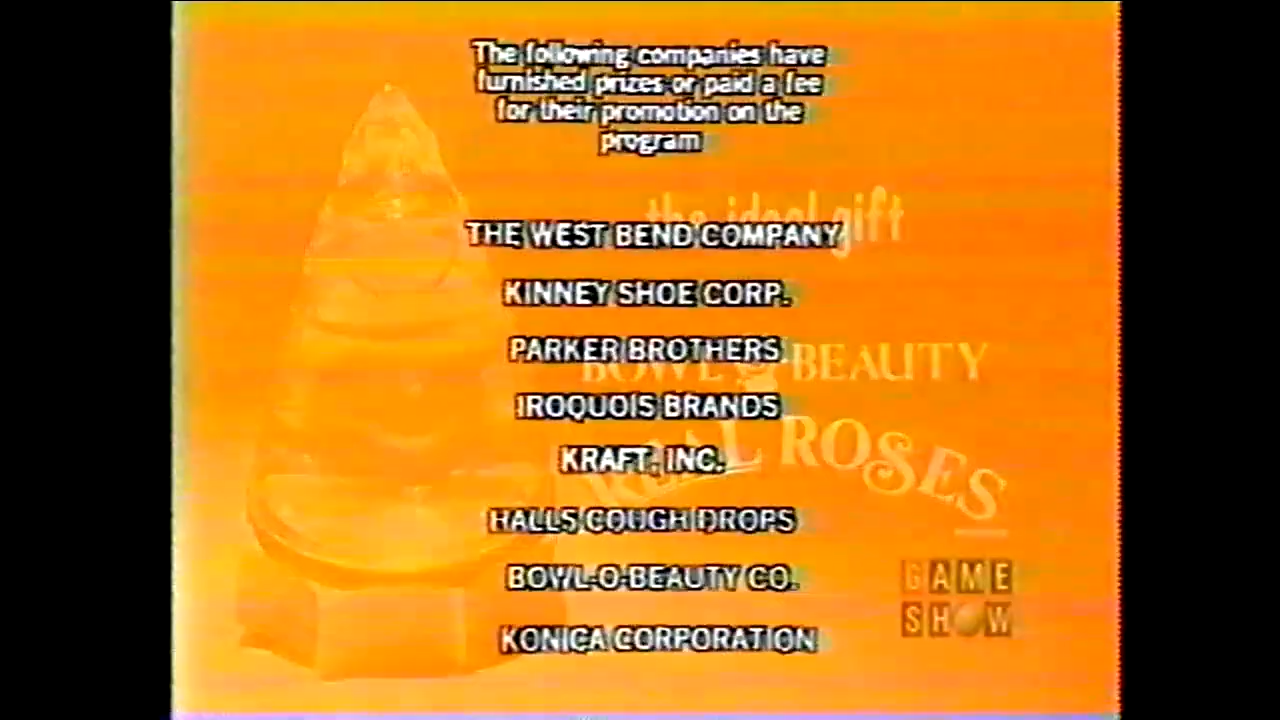 The following companies have
furnished prizes or paid a fee
for their promotion on the
program
the ideal gift
THE WEST BEND COMPANY
KINNEY SHOE CORP.
PARKER BROTHERS
BOWL O BEAUTY
IROQUOIS BRANDS
REAL ROSES
KRAFT, INC.
HALLS COUGH DROPS
BOWL-O-BEAUTY CO.
GAME
SHOW
KONICA CORPORATION